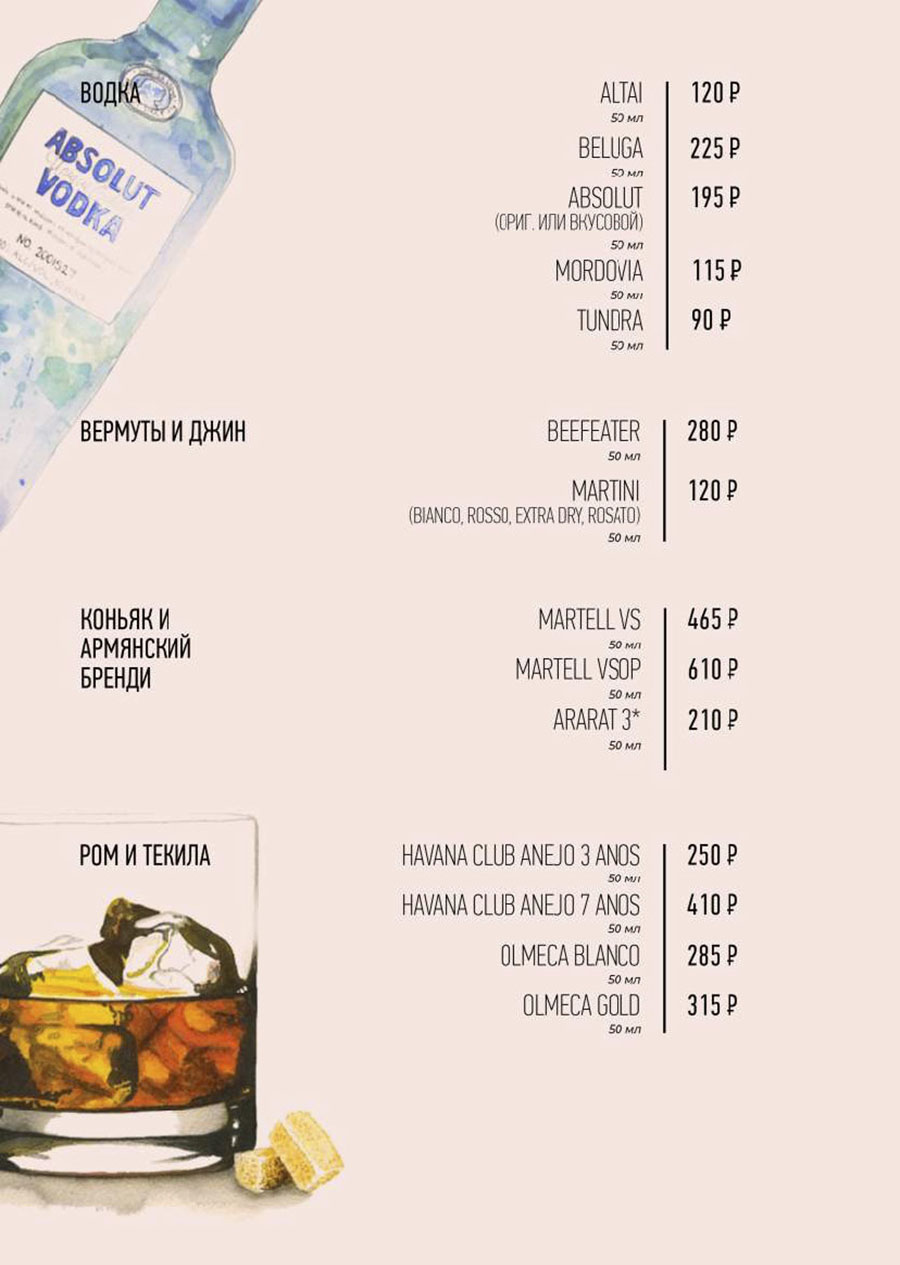 ВОДКА
ALTAI 120 ₽
50 мл
BELUGA 225 ₽
50 мл
ABSOLUT 195 ₽
(ОРИГ. ИЛИ ВКУСОВОЙ)
50 мл
MORDOVIA 115 ₽
50 мл
TUNDRA 90 ₽
50 мл
ABSOLUT
VODKA
NO. 2001527
ВЕРМУТЫ И ДЖИН
BEEFEATER 280 ₽
50 мл
MARTINI 120 ₽
(BIANCO, ROSSO, EXTRA DRY, ROSATO)
50 мл
КОНЬЯК И
АРМЯНСКИЙ
БРЕНДИ
MARTELL VS 465 ₽
50 мл
MARTELL VSOP 610 ₽
50 мл
ARARAT 3* 210 ₽
50 мл
РОМ И ТЕКИЛА
HAVANA CLUB ANEJO 3 ANOS 250 ₽
50 мл
HAVANA CLUB ANEJO 7 ANOS 410 ₽
50 мл
OLMECA BLANCO 285 ₽
50 мл
OLMECA GOLD 315 ₽
50 мл